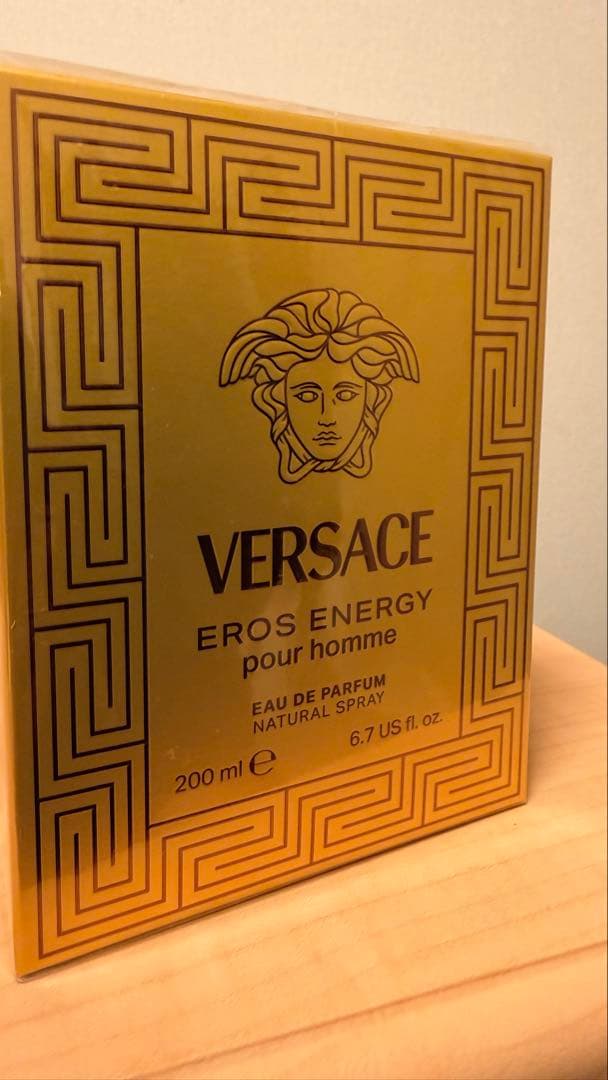 VERSACE
EROS ENERGY
pour homme
EAU DE PARFUM
NATURAL SPRAY
200 ml ℮ 6.7 US fl. oz.